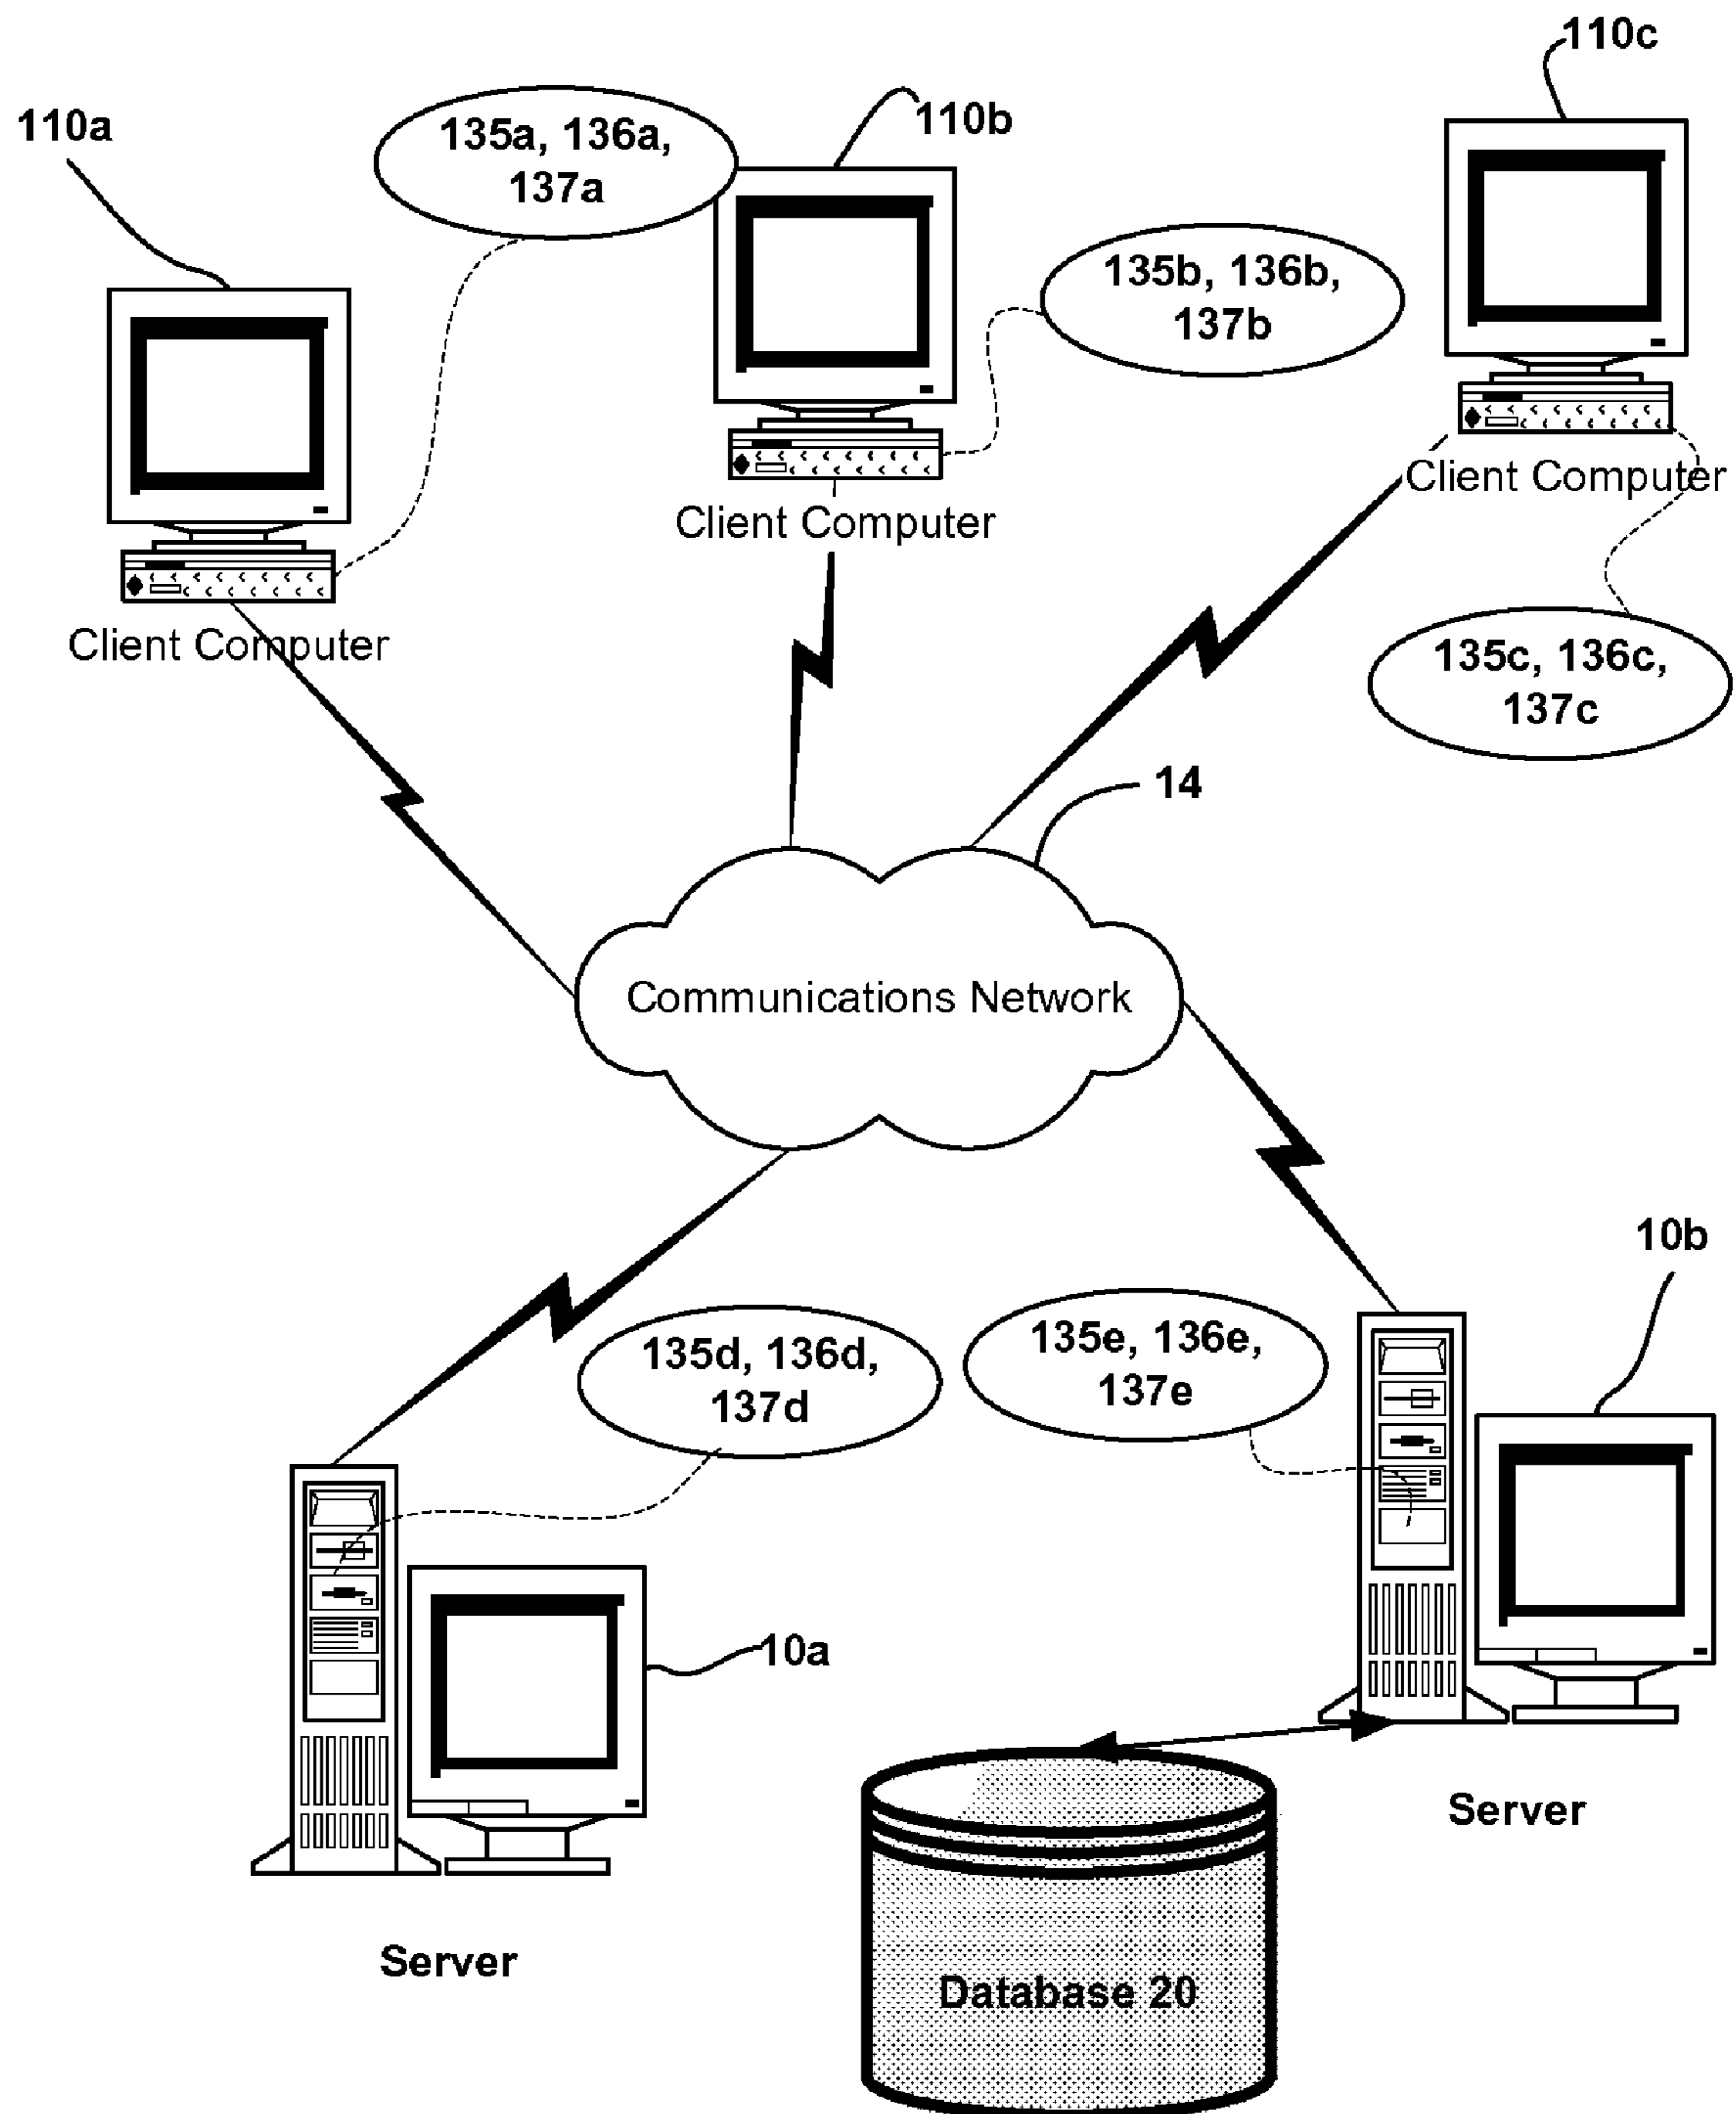 110c
110a
135a, 136a,
137a
110b
135b, 136b,
137b
Client Computer
Client Computer
Client Computer
135c, 136c,
137c
14
Communications Network
10b
135d, 136d,
137d
135e, 136e,
137e
10a
Server
Server
Database 20